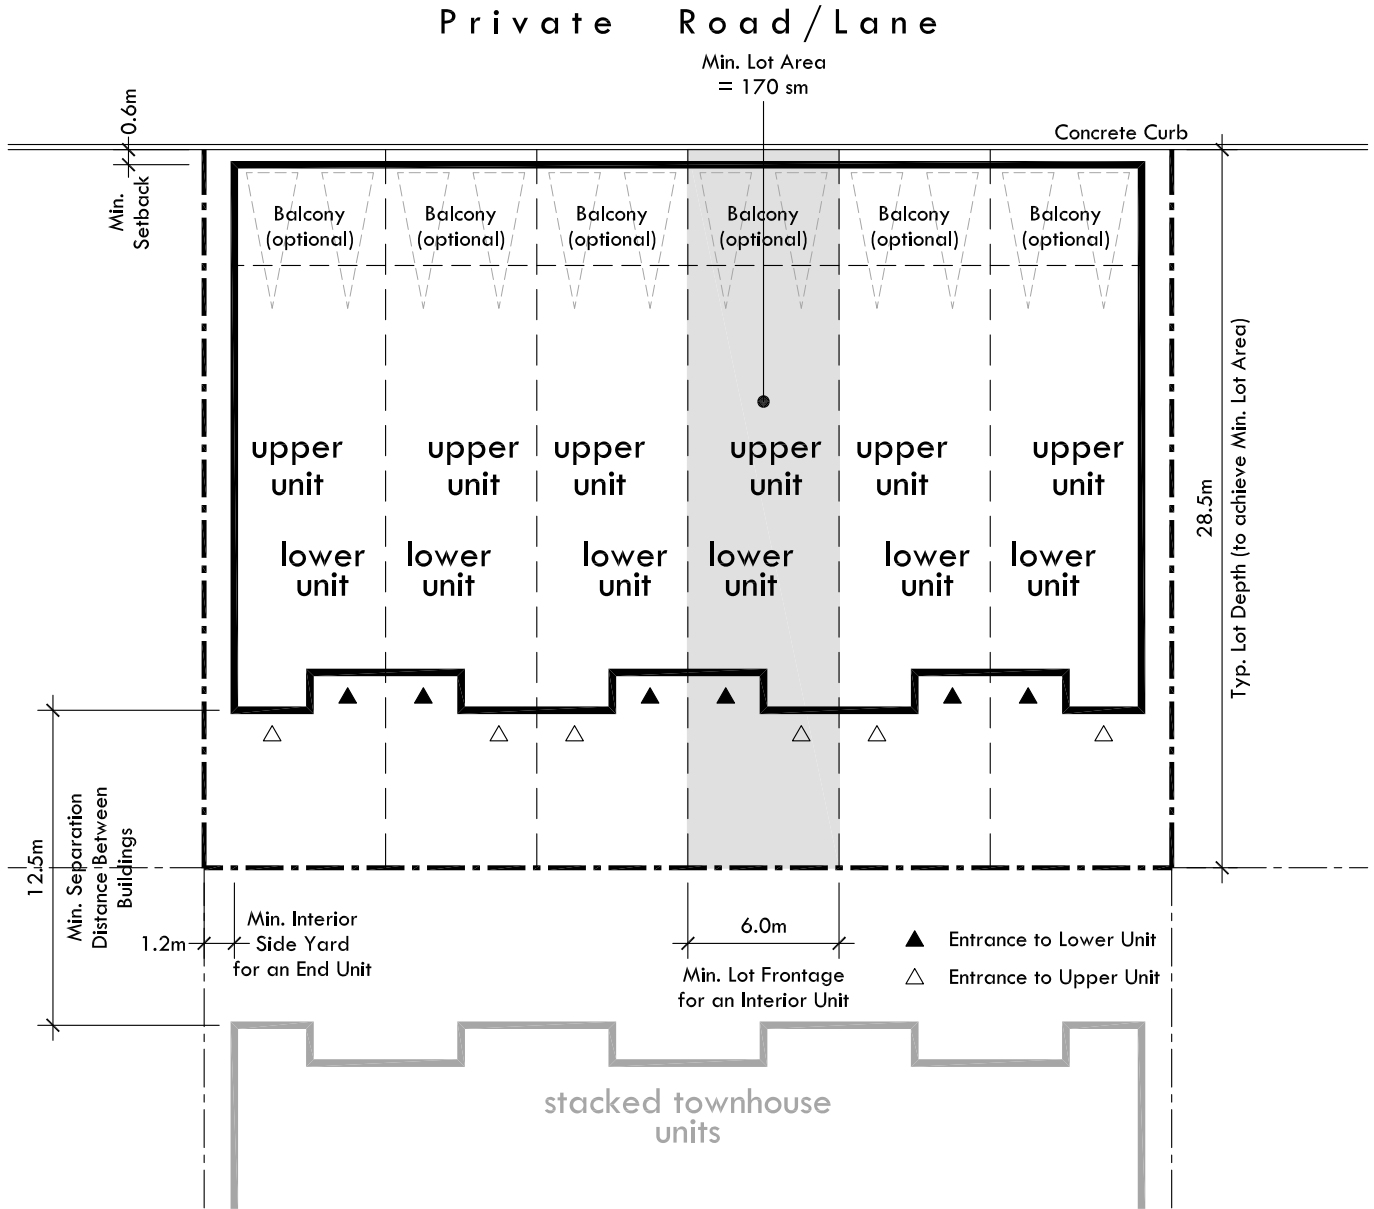 Private Road/Lane
Min. Lot Area
= 170 sm
0.6m
Concrete Curb
Min.
Setback
Balcony
(optional)
Balcony
(optional)
Balcony
(optional)
Balcony
(optional)
Balcony
(optional)
Balcony
(optional)
upper
unit
upper
unit
upper
unit
upper
unit
upper
unit
upper
unit
lower
unit
lower
unit
lower
unit
lower
unit
lower
unit
lower
unit
28.5m
Typ. Lot Depth (to achieve Min. Lot Area)
12.5m
Min. Separation
Distance Between
Buildings
1.2m
Min. Interior
Side Yard
for an End Unit
6.0m
Min. Lot Frontage
for an Interior Unit
Entrance to Lower Unit
Entrance to Upper Unit
stacked townhouse
units